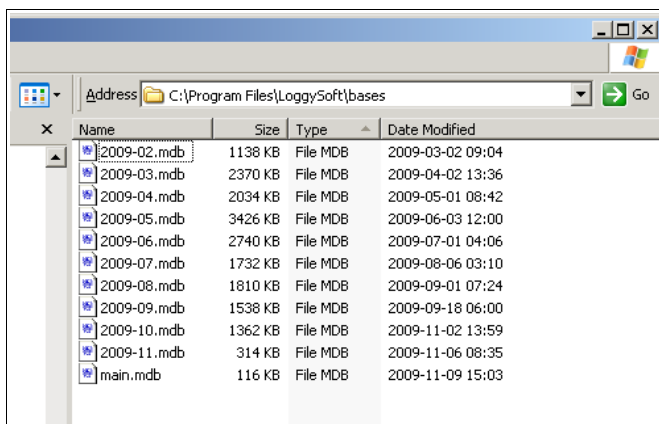 Address C:\Program Files\LoggySoft\bases Go
Name Size Type Date Modified
2009-02.mdb 1138 KB File MDB 2009-03-02 09:04
2009-03.mdb 2370 KB File MDB 2009-04-02 13:36
2009-04.mdb 2034 KB File MDB 2009-05-01 08:42
2009-05.mdb 3426 KB File MDB 2009-06-03 12:00
2009-06.mdb 2740 KB File MDB 2009-07-01 04:06
2009-07.mdb 1732 KB File MDB 2009-08-06 03:10
2009-08.mdb 1810 KB File MDB 2009-09-01 07:24
2009-09.mdb 1538 KB File MDB 2009-09-18 06:00
2009-10.mdb 1362 KB File MDB 2009-11-02 13:59
2009-11.mdb 314 KB File MDB 2009-11-06 08:35
main.mdb 116 KB File MDB 2009-11-09 15:03